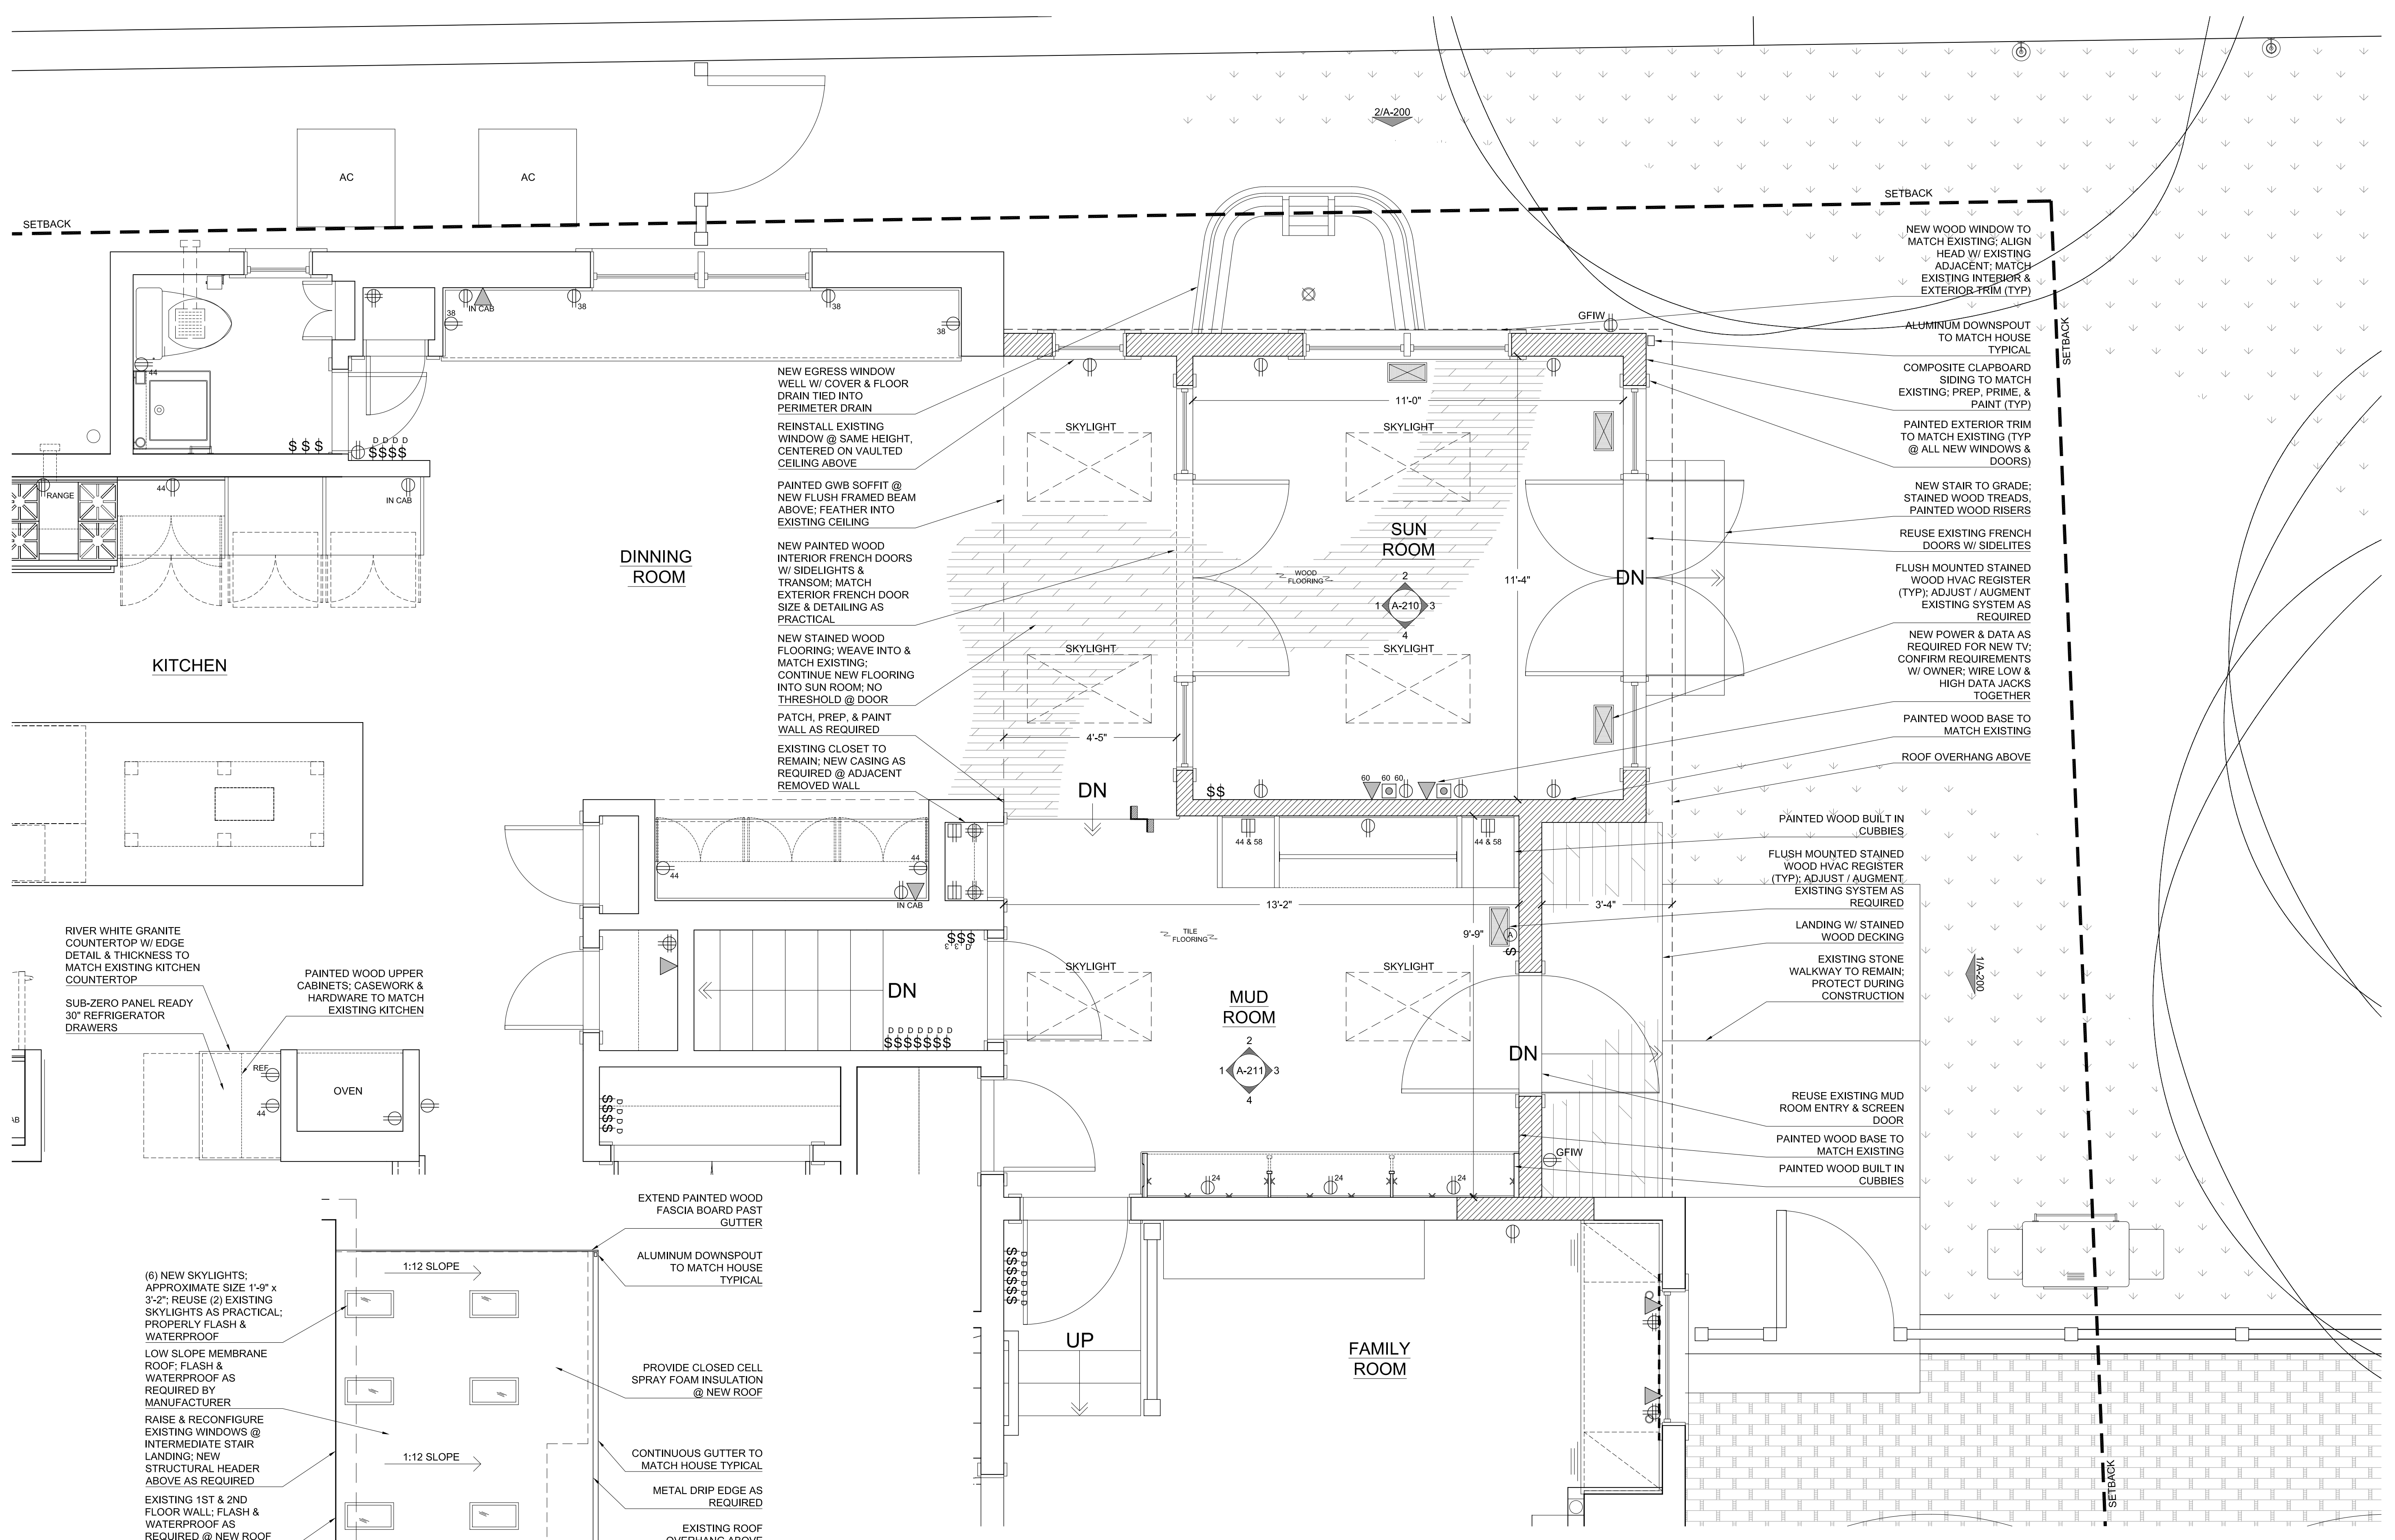 2/A-200
AC
AC
SETBACK
SETBACK
SETBACK
NEW WOOD WINDOW TO
MATCH EXISTING; ALIGN
HEAD W/ EXISTING
ADJACENT; MATCH
EXISTING INTERIOR &
EXTERIOR TRIM (TYP)
GFIW
ALUMINUM DOWNSPOUT
TO MATCH HOUSE
TYPICAL
COMPOSITE CLAPBOARD
SIDING TO MATCH
EXISTING; PREP, PRIME, &
PAINT (TYP)
PAINTED EXTERIOR TRIM
TO MATCH EXISTING (TYP
@ ALL NEW WINDOWS &
DOORS)
NEW STAIR TO GRADE;
STAINED WOOD TREADS,
PAINTED WOOD RISERS
REUSE EXISTING FRENCH
DOORS W/ SIDELITES
FLUSH MOUNTED STAINED
WOOD HVAC REGISTER
(TYP); ADJUST / AUGMENT
EXISTING SYSTEM AS
REQUIRED
NEW POWER & DATA AS
REQUIRED FOR NEW TV;
CONFIRM REQUIREMENTS
W/ OWNER; WIRE LOW &
HIGH DATA JACKS
TOGETHER
PAINTED WOOD BASE TO
MATCH EXISTING
ROOF OVERHANG ABOVE
IN CAB
38
38
38
38
44
$ $ $
D D D D
$$$$
RANGE
44
IN CAB
NEW EGRESS WINDOW
WELL W/ COVER & FLOOR
DRAIN TIED INTO
PERIMETER DRAIN
REINSTALL EXISTING
WINDOW @ SAME HEIGHT,
CENTERED ON VAULTED
CEILING ABOVE
PAINTED GWB SOFFIT @
NEW FLUSH FRAMED BEAM
ABOVE; FEATHER INTO
EXISTING CEILING
NEW PAINTED WOOD
INTERIOR FRENCH DOORS
W/ SIDELIGHTS &
TRANSOM; MATCH
EXTERIOR FRENCH DOOR
SIZE & DETAILING AS
PRACTICAL
NEW STAINED WOOD
FLOORING; WEAVE INTO &
MATCH EXISTING;
CONTINUE NEW FLOORING
INTO SUN ROOM; NO
THRESHOLD @ DOOR
PATCH, PREP, & PAINT
WALL AS REQUIRED
EXISTING CLOSET TO
REMAIN; NEW CASING AS
REQUIRED @ ADJACENT
REMOVED WALL
11'-0"
SKYLIGHT
SKYLIGHT
SUN
ROOM
DINNING
ROOM
WOOD
FLOORING
11'-4"
DN
2
1 A-210 3
4
SKYLIGHT
SKYLIGHT
KITCHEN
4'-5"
DN
$$
60
60
60
44 & 58
44 & 58
PAINTED WOOD BUILT IN
CUBBIES
FLUSH MOUNTED STAINED
WOOD HVAC REGISTER
(TYP); ADJUST / AUGMENT
EXISTING SYSTEM AS
REQUIRED
LANDING W/ STAINED
WOOD DECKING
EXISTING STONE
WALKWAY TO REMAIN;
PROTECT DURING
CONSTRUCTION
1/A-200
REUSE EXISTING MUD
ROOM ENTRY & SCREEN
DOOR
PAINTED WOOD BASE TO
MATCH EXISTING
PAINTED WOOD BUILT IN
CUBBIES
44
44
IN CAB
13'-2"
3'-4"
9'-9"
A
$
TILE
FLOORING
$$$
3 3 D
SKYLIGHT
SKYLIGHT
DN
D D D D D D D
$$$$$$$
MUD
ROOM
DN
2
1 A-211 3
4
RIVER WHITE GRANITE
COUNTERTOP W/ EDGE
DETAIL & THICKNESS TO
MATCH EXISTING KITCHEN
COUNTERTOP
SUB-ZERO PANEL READY
30" REFRIGERATOR
DRAWERS
PAINTED WOOD UPPER
CABINETS; CASEWORK &
HARDWARE TO MATCH
EXISTING KITCHEN
REF
44
OVEN
AB
$$$$
D D D D
GFIW
24
24
24
$$$$$$
D D D D D D
EXTEND PAINTED WOOD
FASCIA BOARD PAST
GUTTER
ALUMINUM DOWNSPOUT
TO MATCH HOUSE
TYPICAL
1:12 SLOPE
(6) NEW SKYLIGHTS;
APPROXIMATE SIZE 1'-9" x
3'-2"; REUSE (2) EXISTING
SKYLIGHTS AS PRACTICAL;
PROPERLY FLASH &
WATERPROOF
LOW SLOPE MEMBRANE
ROOF; FLASH &
WATERPROOF AS
REQUIRED BY
MANUFACTURER
RAISE & RECONFIGURE
EXISTING WINDOWS @
INTERMEDIATE STAIR
LANDING; NEW
STRUCTURAL HEADER
ABOVE AS REQUIRED
EXISTING 1ST & 2ND
FLOOR WALL; FLASH &
WATERPROOF AS
REQUIRED @ NEW ROOF
PROVIDE CLOSED CELL
SPRAY FOAM INSULATION
@ NEW ROOF
1:12 SLOPE
CONTINUOUS GUTTER TO
MATCH HOUSE TYPICAL
METAL DRIP EDGE AS
REQUIRED
EXISTING ROOF
OVERHANG ABOVE
UP
FAMILY
ROOM
SETBACK